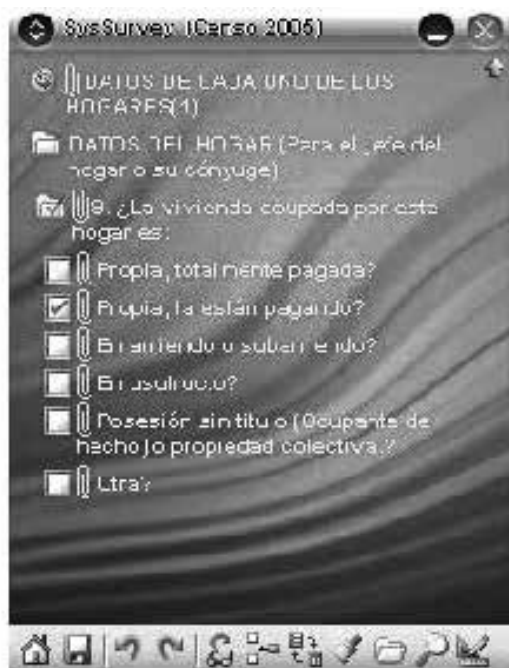 SysSurvey (Censo 2005)
DATOS DE CADA UNO DE LOS
HOGARES(1)
DATOS DEL HOGAR (Para el jefe del
hogar o su cónyuge)
9. ¿La vivienda ocupada por este
hogar es:
Propia, totalmente pagada?
Propia, la están pagando?
En arriendo o subarriendo?
En usufructo?
Posesión sin titulo (Ocupante de
hecho) o propiedad colectiva.?
Otra?